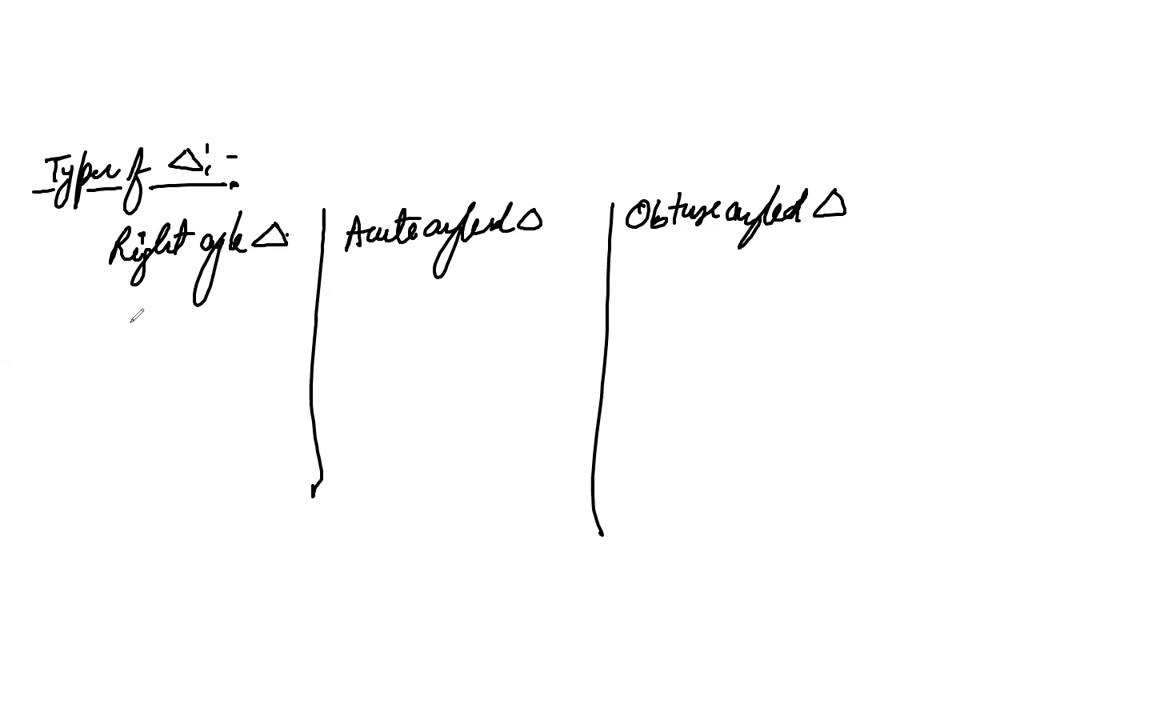 Types of Δ's :-
Right angle Δ
Acute angled Δ
Obtuse angled Δ